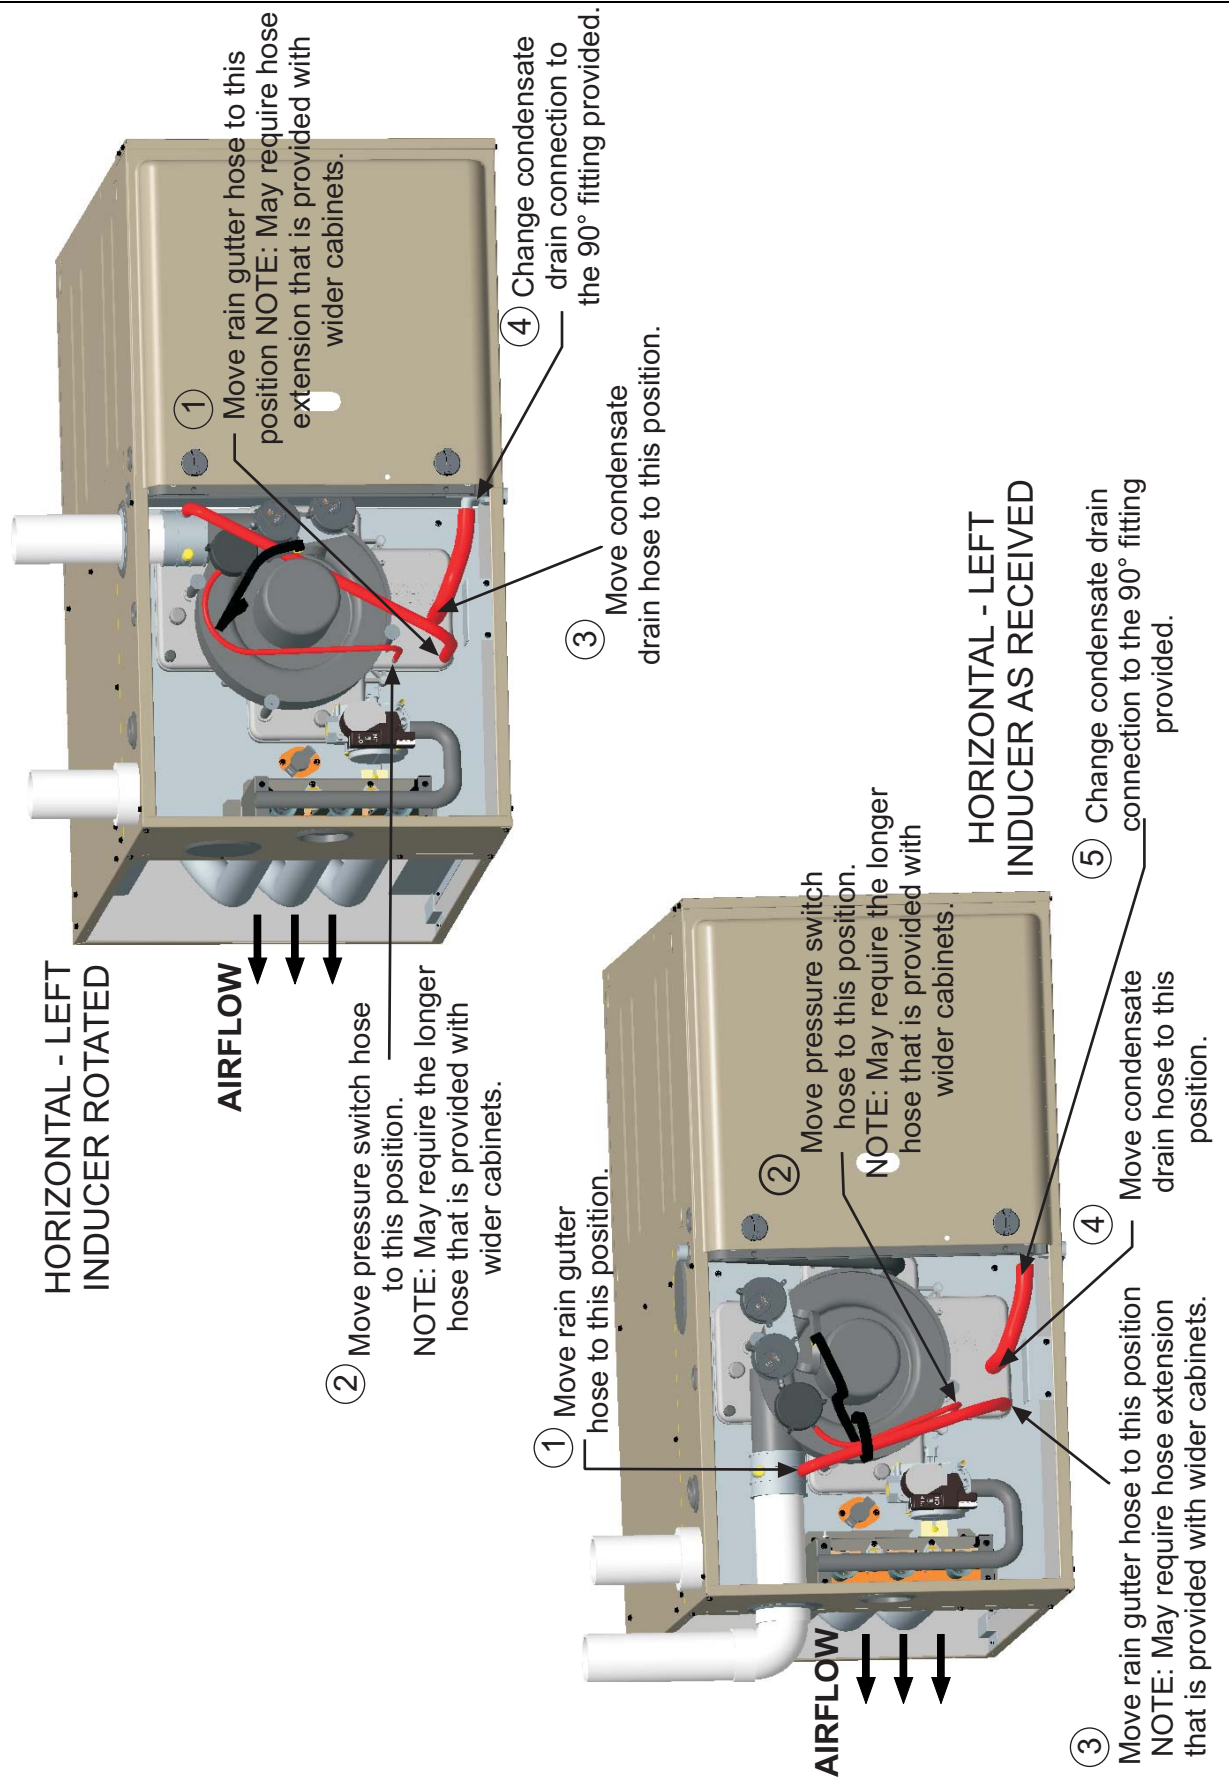 HORIZONTAL - LEFT
INDUCER ROTATED
AIRFLOW
1
Move rain gutter hose to this
position NOTE: May require hose
extension that is provided with
wider cabinets.
2
Move pressure switch hose
to this position.
NOTE: May require the longer
hose that is provided with
wider cabinets.
3
Move condensate
drain hose to this position.
4
Change condensate
drain connection to
the 90° fitting provided.
HORIZONTAL - LEFT
INDUCER AS RECEIVED
AIRFLOW
1
Move rain gutter
hose to this position.
2
Move pressure switch
hose to this position.
NOTE: May require the longer
hose that is provided with
wider cabinets.
3
Move rain gutter hose to this position
NOTE: May require hose extension
that is provided with wider cabinets.
4
Move condensate
drain hose to this
position.
5
Change condensate drain
connection to the 90° fitting
provided.